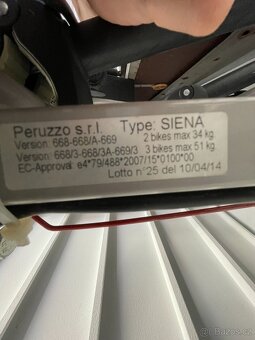 Peruzzo s.r.l. Type: SIENA
Version: 668-668/A-669 2 bikes max 34 kg.
Version: 668/3-668/3A-669/3 3 bikes max 51 kg.
EC-Approval: e4*79/488*2007/15*0100*00
Lotto n°25 del 10/04/14